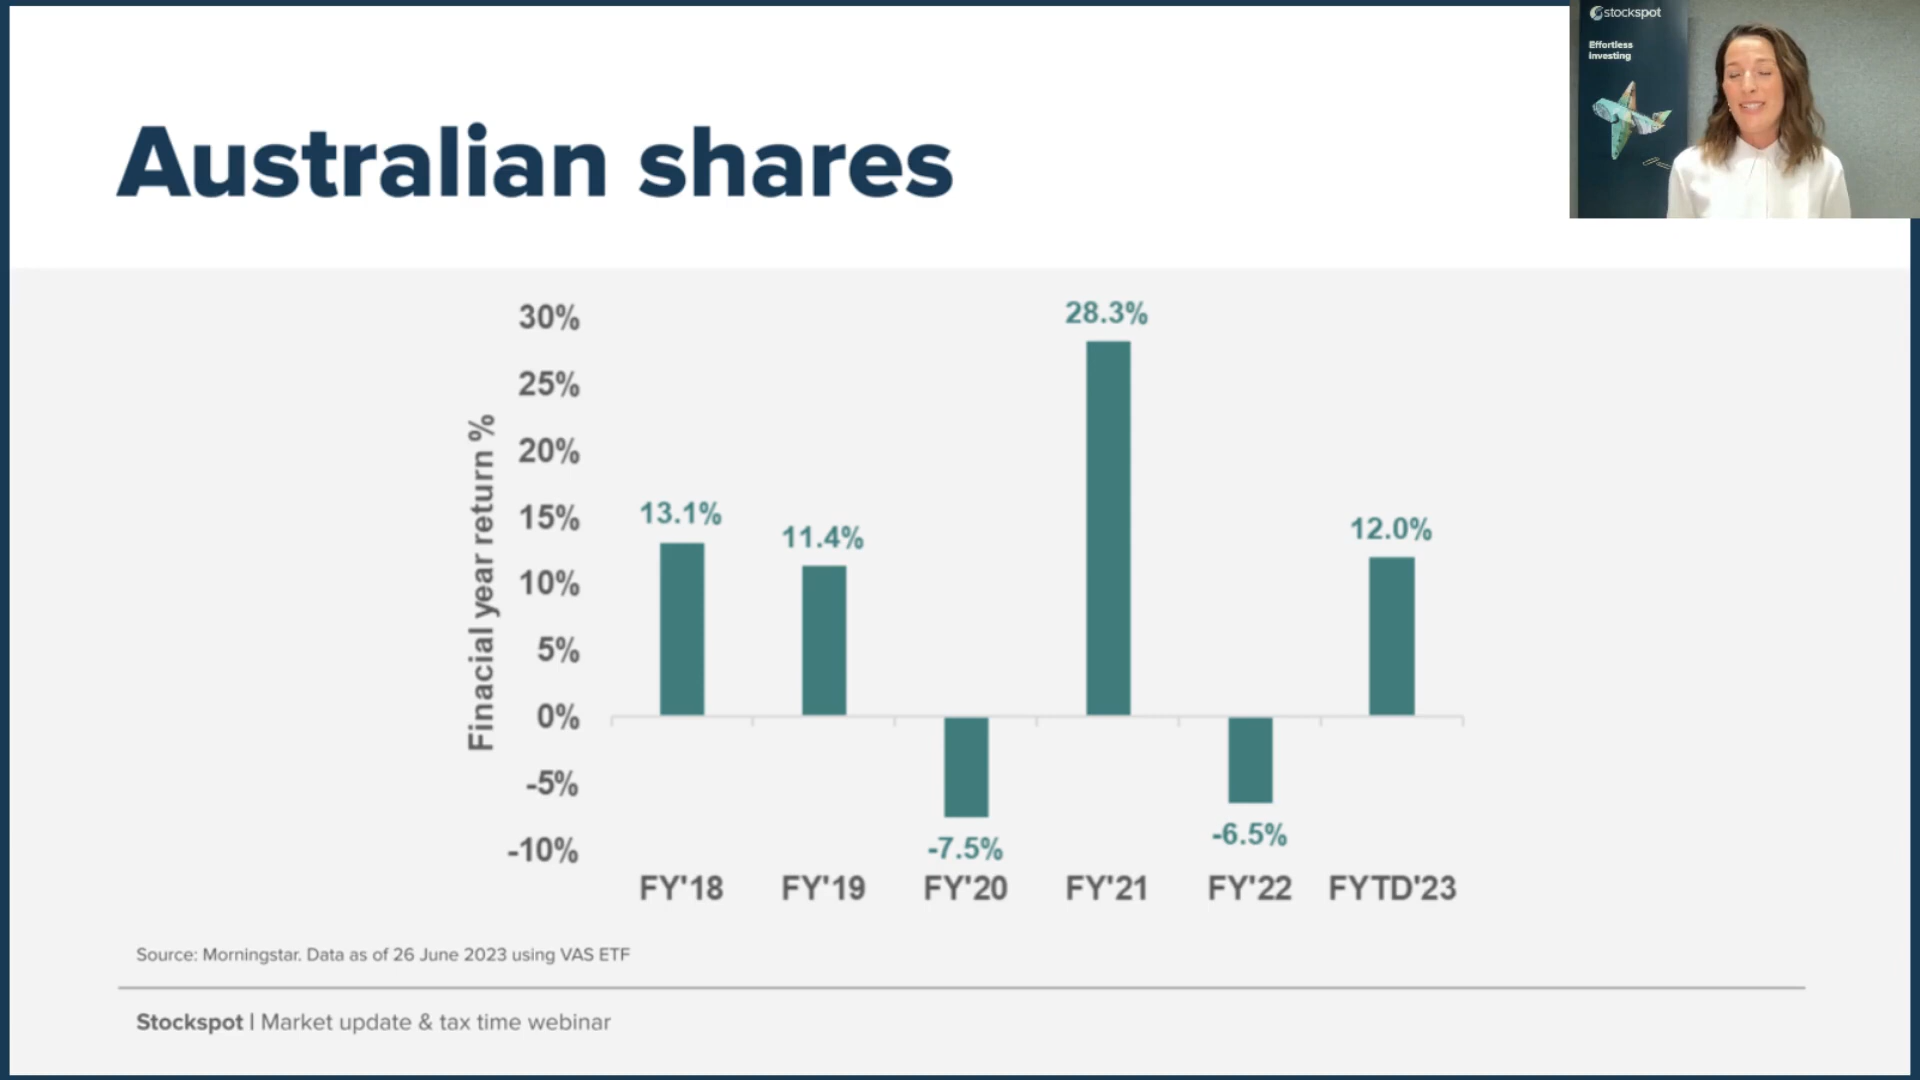 stockspot
Effortless
investing
Australian shares
Finacial year return %
30%
25%
20%
15%
10%
5%
0%
-5%
-10%
13.1%
11.4%
-7.5%
28.3%
-6.5%
12.0%
FY'18
FY'19
FY'20
FY'21
FY'22
FYTD'23
Source: Morningstar. Data as of 26 June 2023 using VAS ETF
Stockspot | Market update & tax time webinar